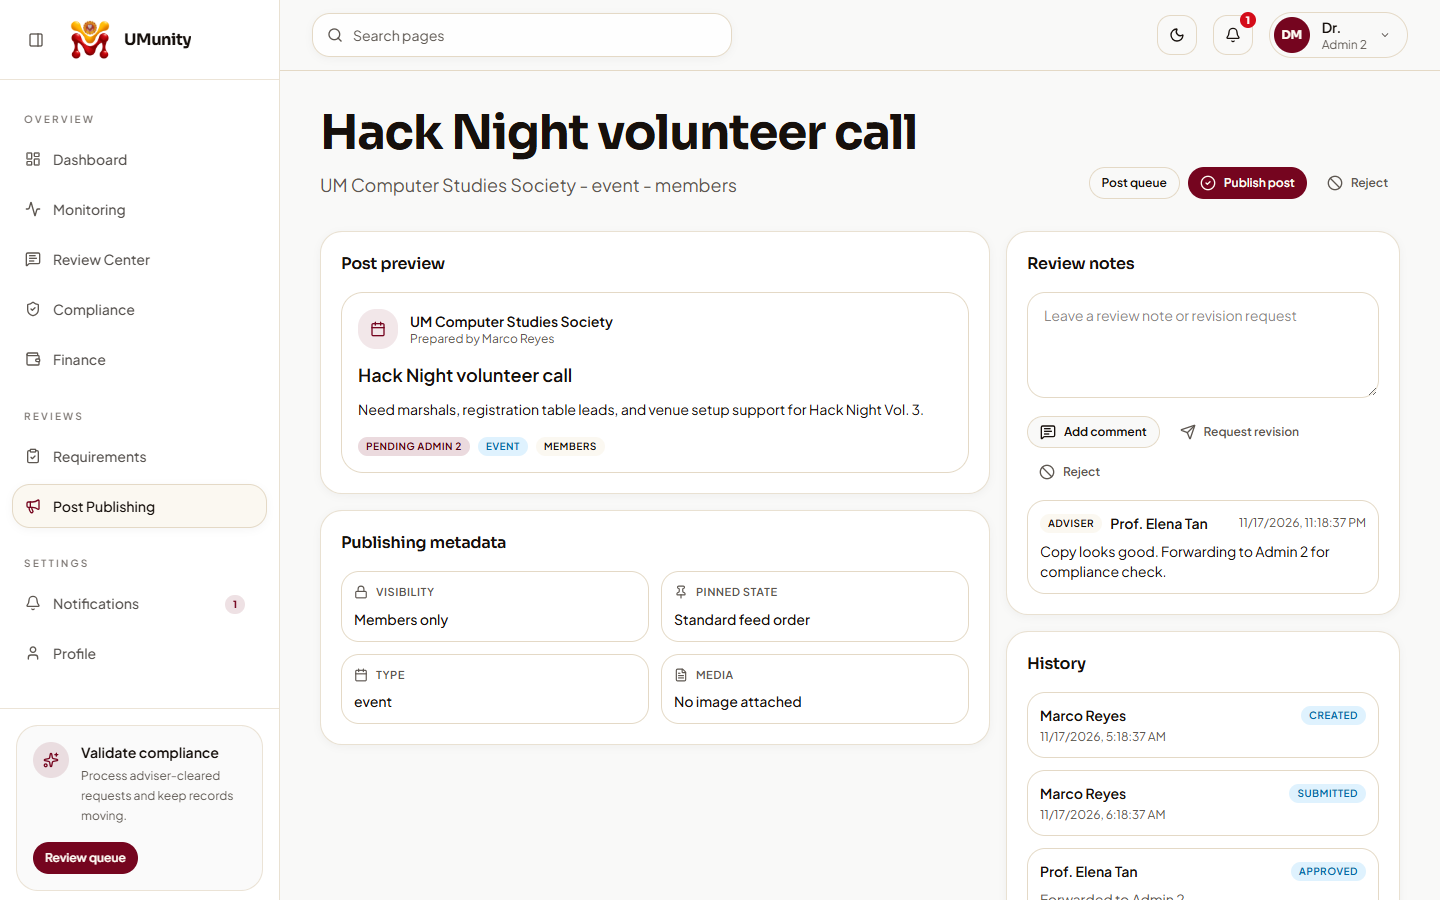 UMunity
Search pages
1
DM
Dr.
Admin 2
OVERVIEW
Dashboard
Monitoring
Review Center
Compliance
Finance
REVIEWS
Requirements
Post Publishing
SETTINGS
Notifications
1
Profile
Validate compliance
Process adviser-cleared
requests and keep records
moving.
Review queue
Hack Night volunteer call
UM Computer Studies Society - event - members
Post queue
Publish post
Reject
Post preview
UM Computer Studies Society
Prepared by Marco Reyes
Hack Night volunteer call
Need marshals, registration table leads, and venue setup support for Hack Night Vol. 3.
PENDING ADMIN 2
EVENT
MEMBERS
Publishing metadata
VISIBILITY
Members only
PINNED STATE
Standard feed order
TYPE
event
MEDIA
No image attached
Review notes
Leave a review note or revision request
Add comment
Request revision
Reject
ADVISER
Prof. Elena Tan
11/17/2026, 11:18:37 PM
Copy looks good. Forwarding to Admin 2 for
compliance check.
History
Marco Reyes
CREATED
11/17/2026, 5:18:37 AM
Marco Reyes
SUBMITTED
11/17/2026, 6:18:37 AM
Prof. Elena Tan
APPROVED
Forwarded to Admin 2